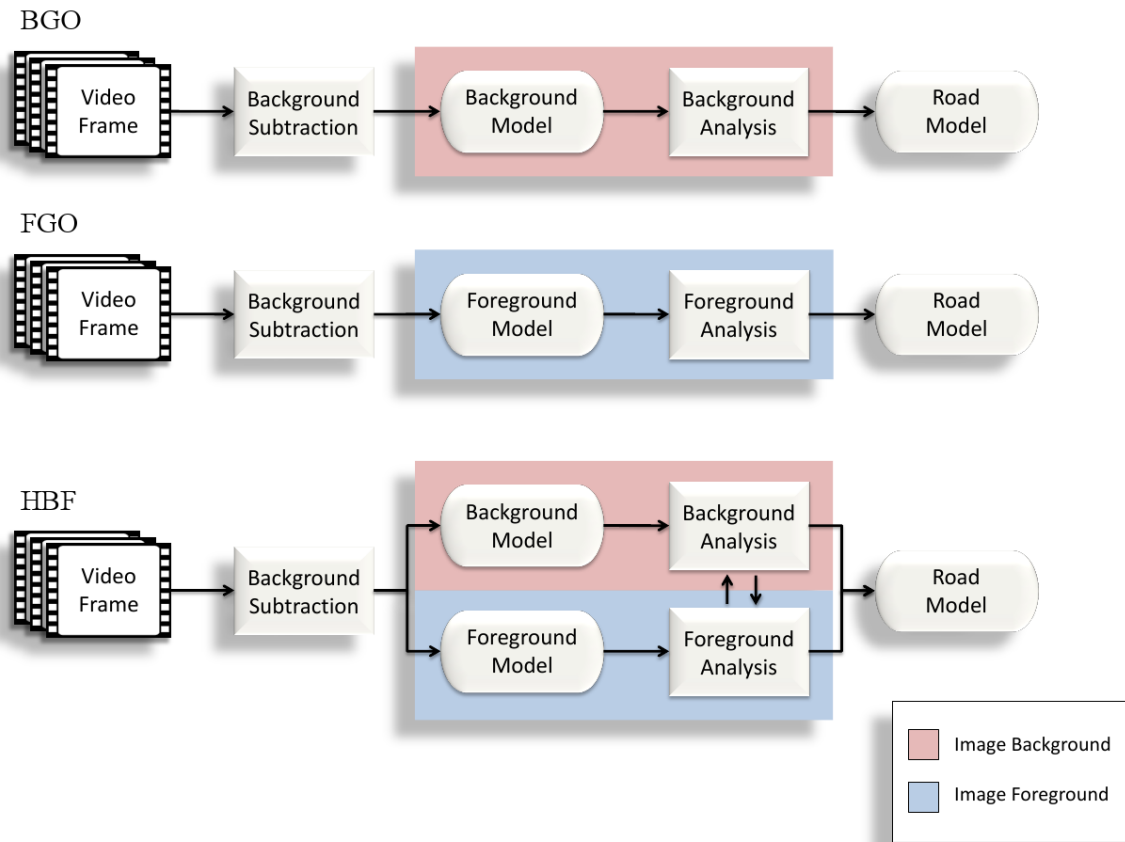 BGO
Video
Frame
Background
Subtraction
Background
Model
Background
Analysis
Road
Model
FGO
Video
Frame
Background
Subtraction
Foreground
Model
Foreground
Analysis
Road
Model
HBF
Video
Frame
Background
Subtraction
Background
Model
Background
Analysis
Foreground
Model
Foreground
Analysis
Road
Model
Image Background
Image Foreground